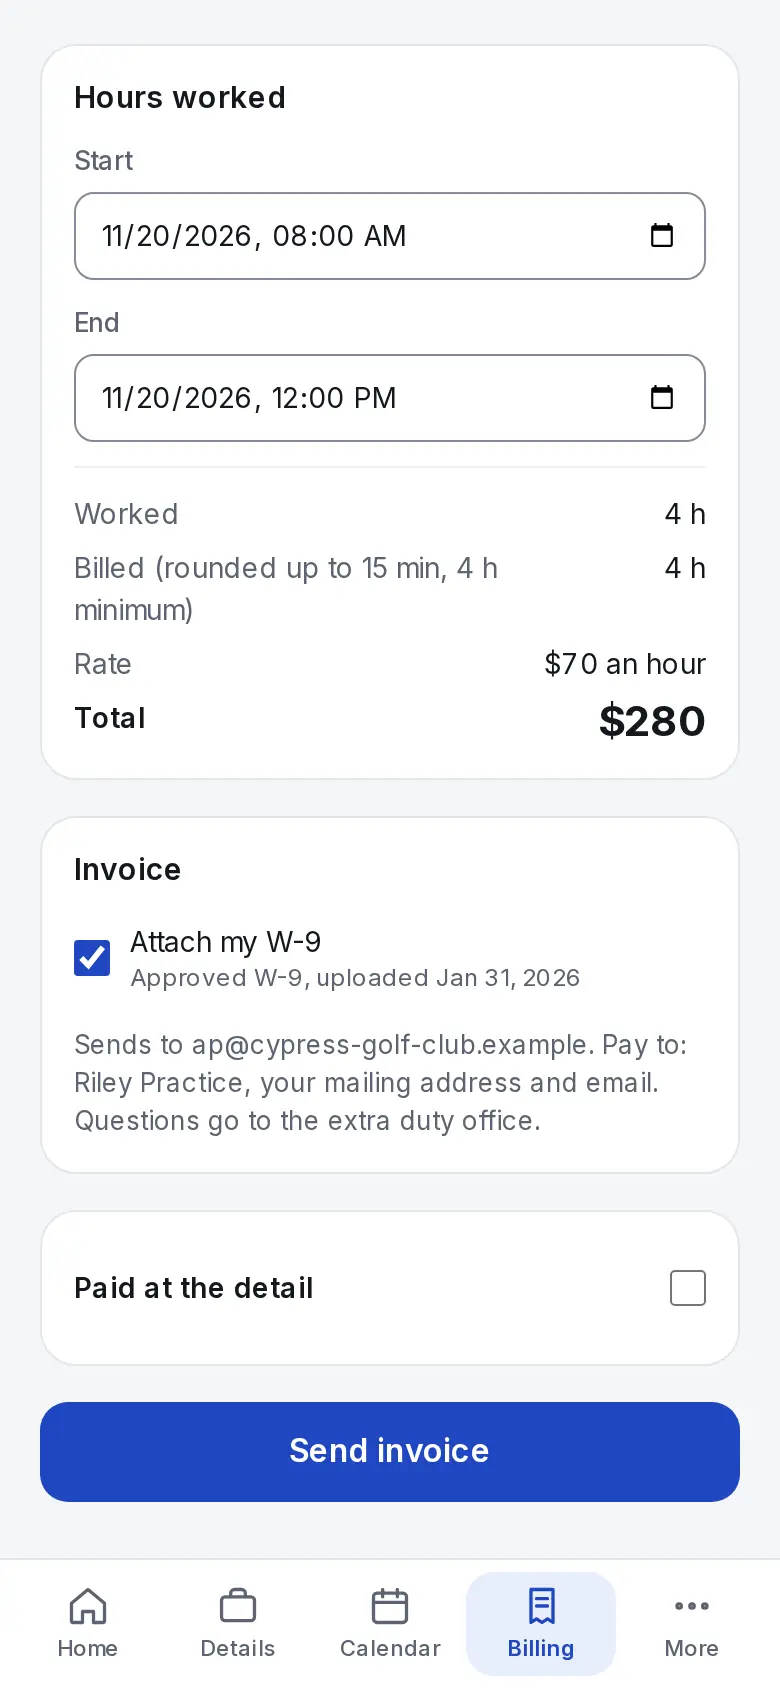 Hours worked
Start
11/20/2026, 08:00 AM
End
11/20/2026, 12:00 PM
Worked 4 h
Billed (rounded up to 15 min, 4 h 4 h
minimum)
Rate $70 an hour
Total $280
Invoice
Attach my W-9
Approved W-9, uploaded Jan 31, 2026
Sends to ap@cypress-golf-club.example. Pay to:
Riley Practice, your mailing address and email.
Questions go to the extra duty office.
Paid at the detail
Send invoice
Home Details Calendar Billing More